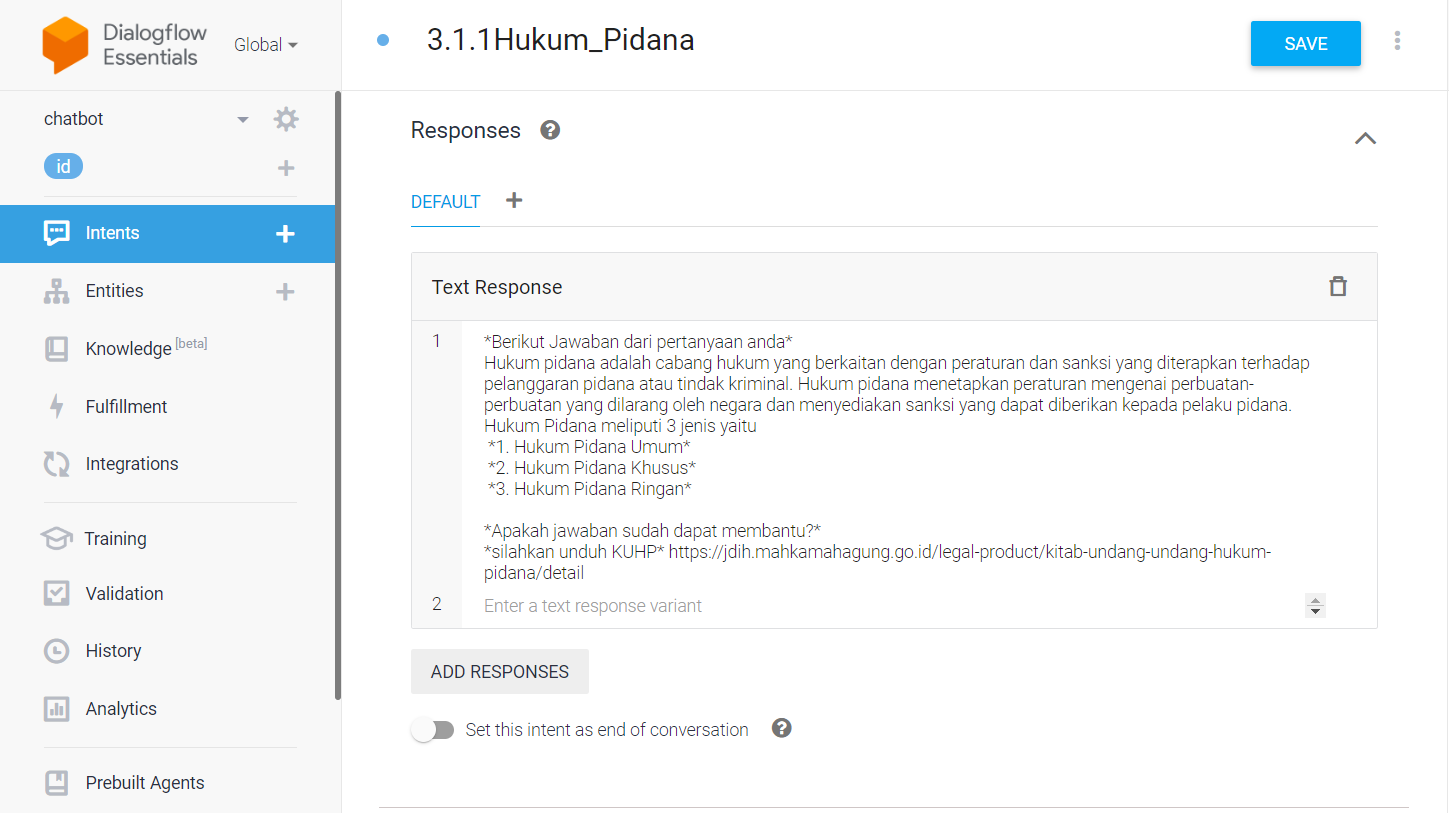 Dialogflow
Essentials
Global
3.1.1Hukum_Pidana
SAVE
chatbot
id
Intents
Entities
Knowledge [beta]
Fulfillment
Integrations
Training
Validation
History
Analytics
Prebuilt Agents
Responses
DEFAULT
Text Response
1
*Berikut Jawaban dari pertanyaan anda*
Hukum pidana adalah cabang hukum yang berkaitan dengan peraturan dan sanksi yang diterapkan terhadap
pelanggaran pidana atau tindak kriminal. Hukum pidana menetapkan peraturan mengenai perbuatan-
perbuatan yang dilarang oleh negara dan menyediakan sanksi yang dapat diberikan kepada pelaku pidana.
Hukum Pidana meliputi 3 jenis yaitu
*1. Hukum Pidana Umum*
*2. Hukum Pidana Khusus*
*3. Hukum Pidana Ringan*
*Apakah jawaban sudah dapat membantu?*
*silahkan unduh KUHP* https://jdih.mahkamahagung.go.id/legal-product/kitab-undang-undang-hukum-
pidana/detail
2
Enter a text response variant
ADD RESPONSES
Set this intent as end of conversation